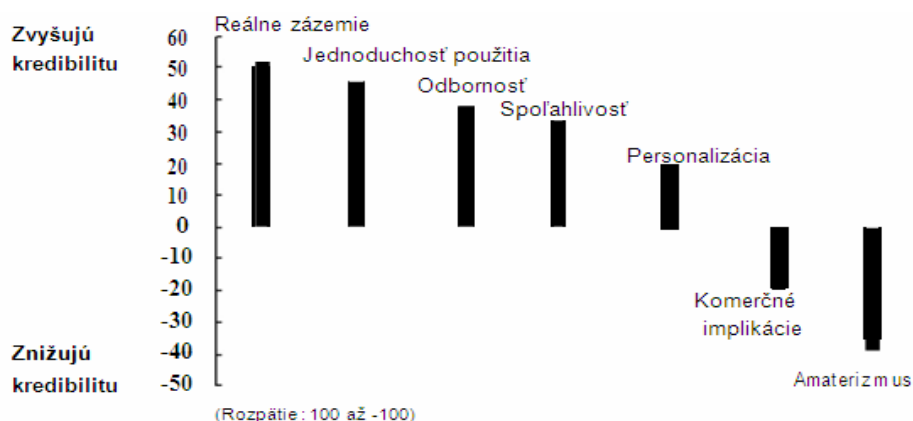 Zvyšujú
kredibilitu
60
50
40
30
20
10
0
-10
-20
-30
-40
-50
Znižujú
kredibilitu
Reálne zázemie
Jednoduchosť použitia
Odbornosť
Spoľahlivosť
Personalizácia
Komerčné
implikácie
Amaterizmus
(Rozpätie: 100 až -100)